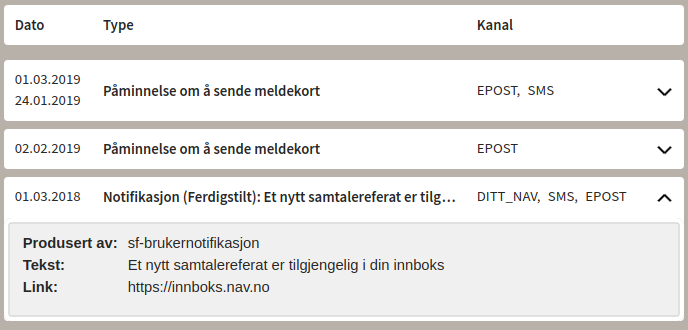 Dato Type Kanal
01.03.2019
24.01.2019 Påminnelse om å sende meldekort EPOST, SMS
02.02.2019 Påminnelse om å sende meldekort EPOST
01.03.2018 Notifikasjon (Ferdigstilt): Et nytt samtalereferat er tilg... DITT_NAV, SMS, EPOST
Produsert av: sf-brukernotifikasjon
Tekst: Et nytt samtalereferat er tilgjengelig i din innboks
Link: https://innboks.nav.no